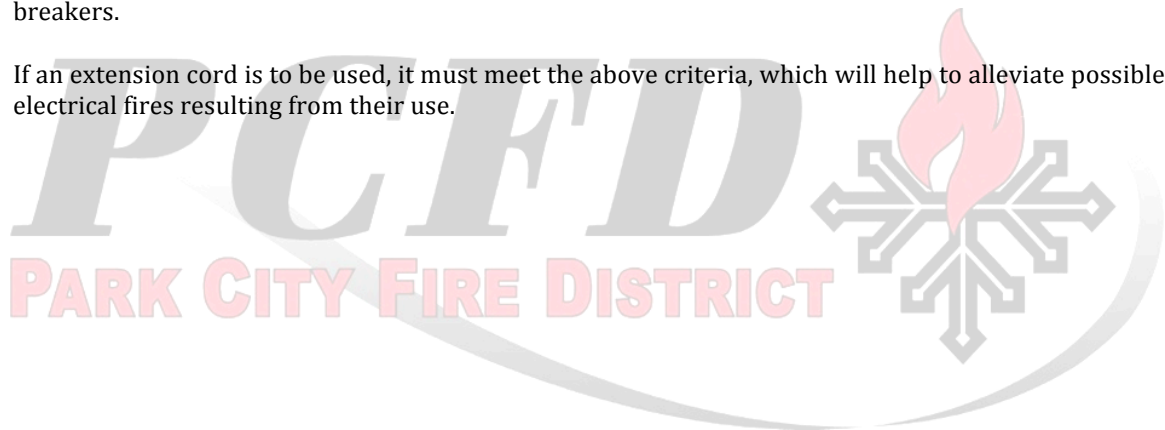 breakers.
If an extension cord is to be used, it must meet the above criteria, which will help to alleviate possible
electrical fires resulting from their use.
PCFD
PARK CITY FIRE DISTRICT